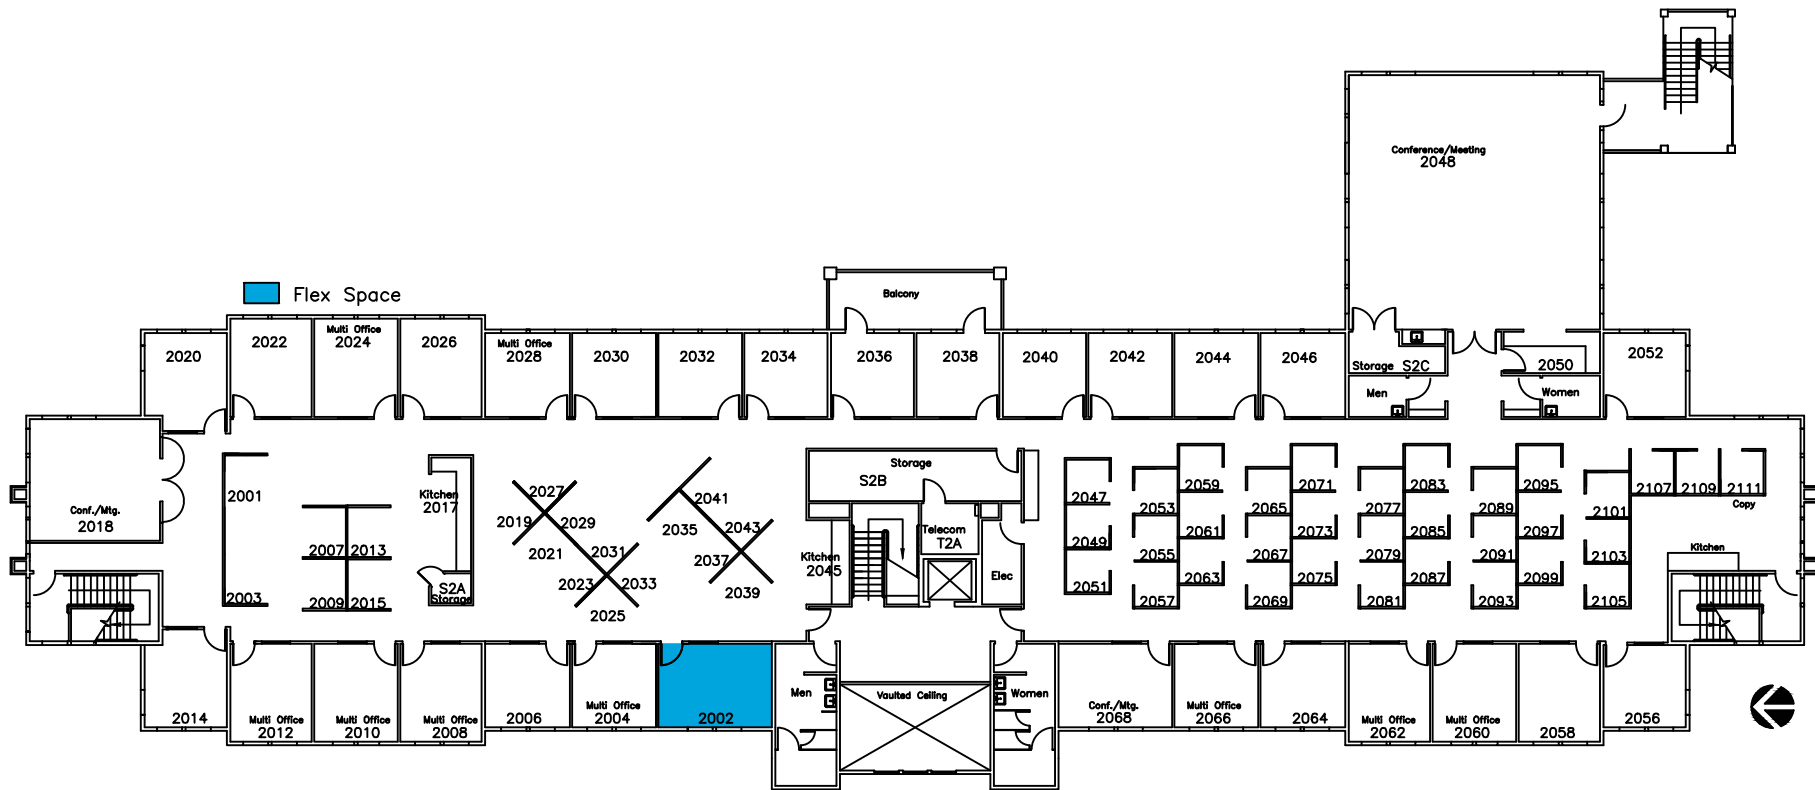 Conference/Meeting
2048
Balcony
Flex Space
2020
2022
Multi Office
2024
2026
Multi Office
2028
2030
2032
2034
2036
2038
2040
2042
2044
2046
Storage S2C
2050
2052
Men
Women
Conf./Mtg.
2018
2001
2003
2007
2013
2009
2015
Kitchen
2017
S2A
Storage
2027
2019
2029
2021
2031
2023
2033
2025
2041
2035
2043
2037
2039
Storage
S2B
Kitchen
2045
Telecom
T2A
Elec
2047
2049
2051
2053
2055
2057
2059
2061
2063
2065
2067
2069
2071
2073
2075
2077
2079
2081
2083
2085
2087
2089
2091
2093
2095
2097
2099
2101
2103
2105
2107
2109
2111
Copy
Kitchen
2014
Multi Office
2012
Multi Office
2010
Multi Office
2008
2006
Multi Office
2004
2002
Men
Vaulted Ceiling
Women
Conf./Mtg.
2068
Multi Office
2066
2064
Multi Office
2062
Multi Office
2060
2058
2056